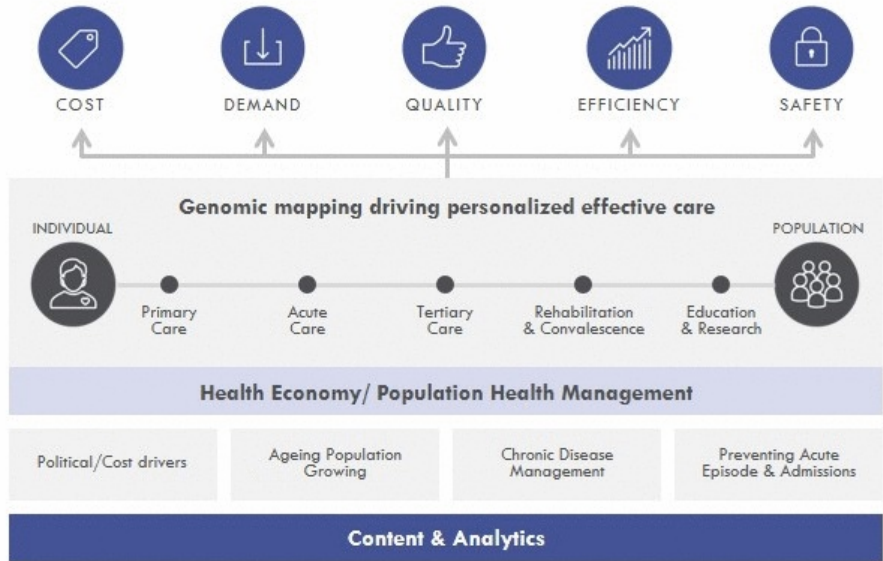 COST
DEMAND
QUALITY
EFFICIENCY
SAFETY
Genomic mapping driving personalized effective care
INDIVIDUAL
POPULATION
Primary
Care
Acute
Care
Tertiary
Care
Rehabilitation
& Convalescence
Education
& Research
Health Economy/ Population Health Management
Political/Cost drivers
Ageing Population
Growing
Chronic Disease
Management
Preventing Acute
Episode & Admissions
Content & Analytics